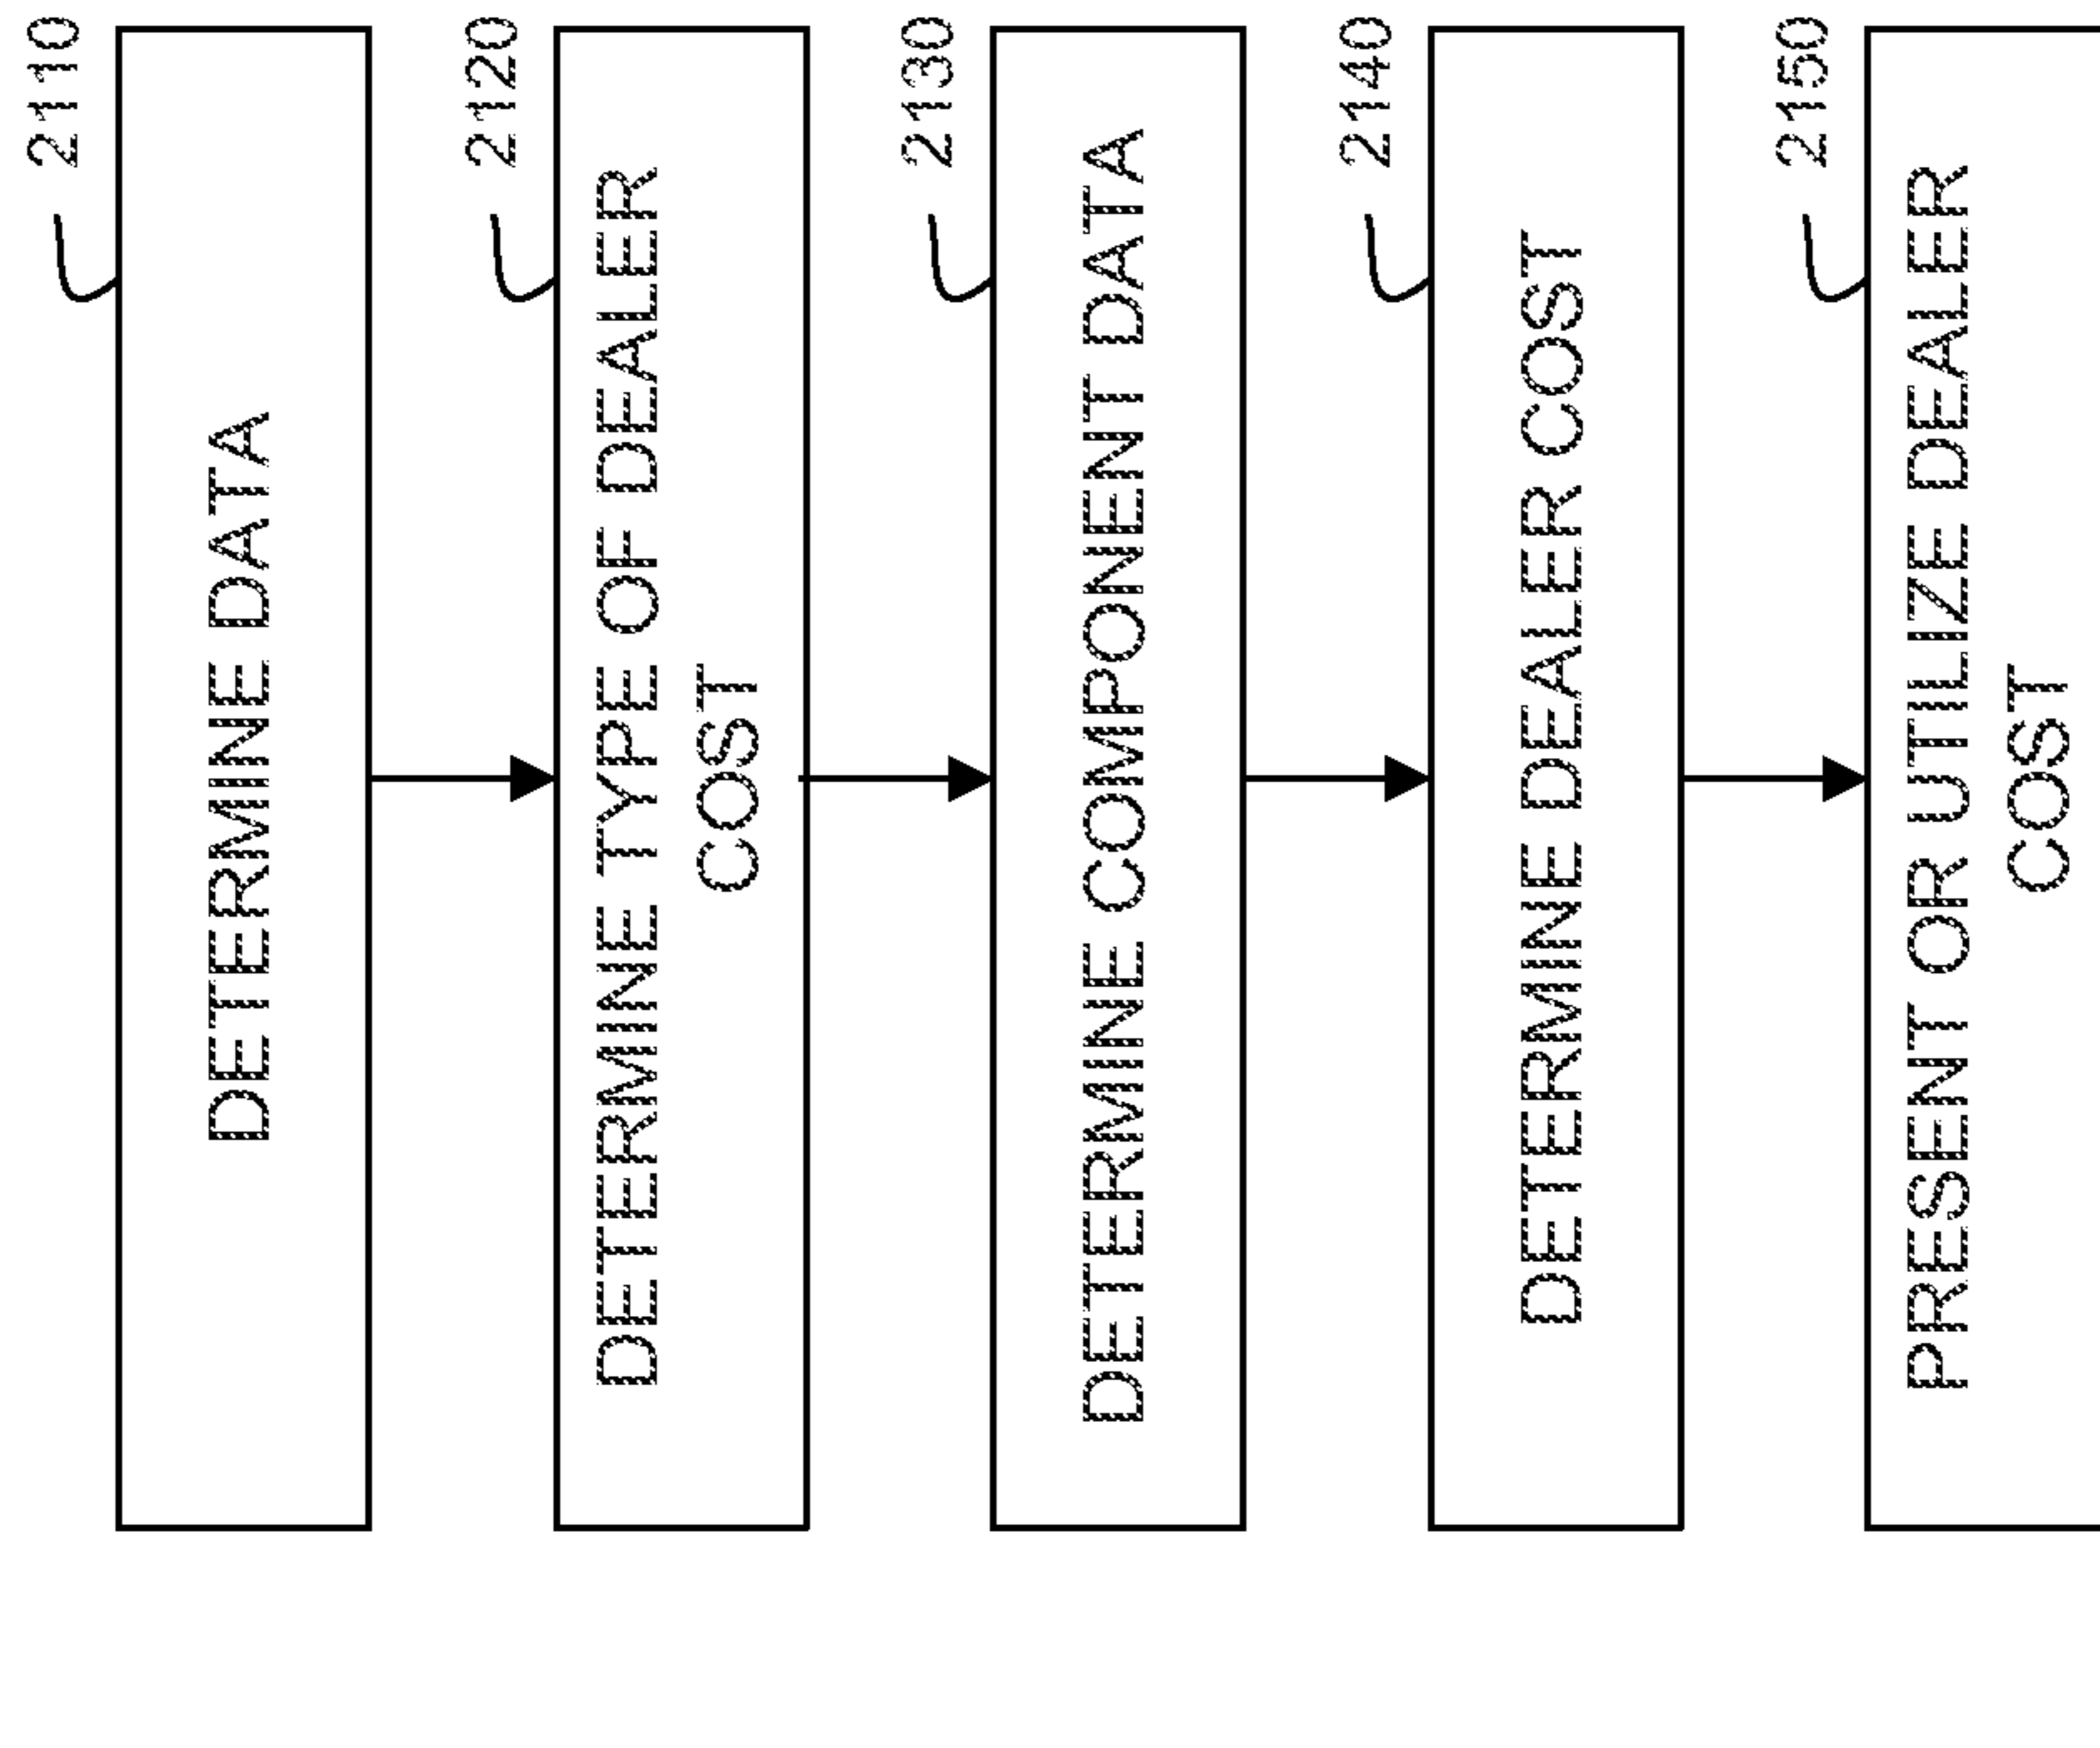 2110
DETERMINE DATA
2120
DETERMINE TYPE OF DEALER
COST
2130
DETERMINE COMPONENT DATA
2140
DETERMINE DEALER COST
2150
PRESENT OR UTILIZE DEALER
COST